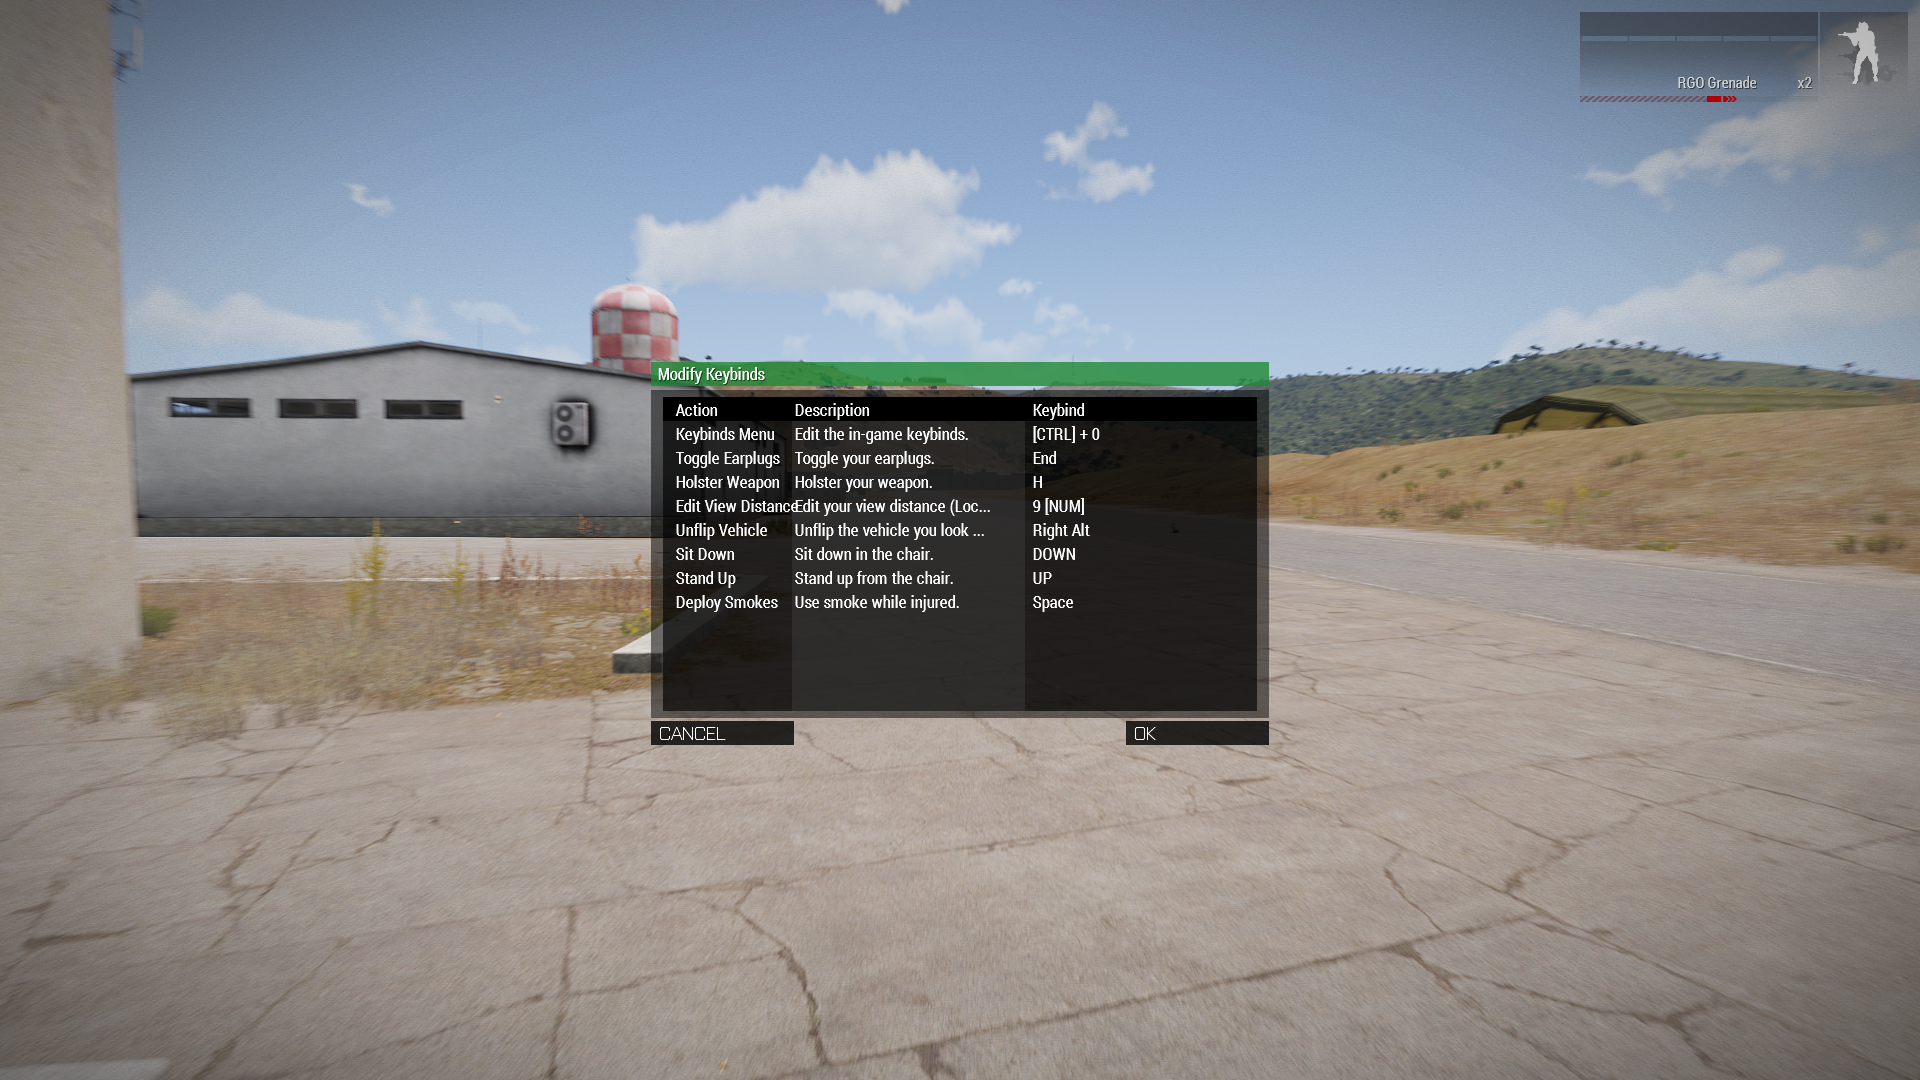 RGO Grenade x2
Modify Keybinds
Action Description Keybind
Keybinds Menu Edit the in-game keybinds. [CTRL] + 0
Toggle Earplugs Toggle your earplugs. End
Holster Weapon Holster your weapon. H
Edit View Distance Edit your view distance (Loc... 9 [NUM]
Unflip Vehicle Unflip the vehicle you look ... Right Alt
Sit Down Sit down in the chair. DOWN
Stand Up Stand up from the chair. UP
Deploy Smokes Use smoke while injured. Space
CANCEL OK